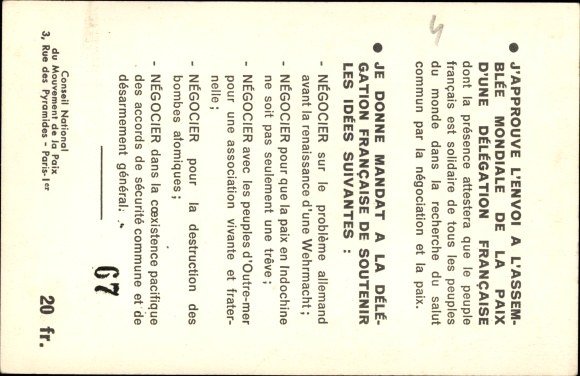 ● J'APPROUVE L'ENVOI A L'ASSEM-
BLÉE MONDIALE DE LA PAIX
D'UNE DÉLÉGATION FRANÇAISE
dont la présence attestera que le peuple
français est solidaire de tous les peuples
du monde dans la recherche du salut
commun par la négociation et la paix.
● JE DONNE MANDAT A LA DÉLÉ-
GATION FRANÇAISE DE SOUTENIR
LES IDÉES SUIVANTES :
- NÉGOCIER sur le problème allemand
avant la renaissance d'une Wehrmacht ;
- NÉGOCIER pour que la paix en Indochine
ne soit pas seulement une trêve ;
- NÉGOCIER avec les peuples d'Outre-mer
pour une association vivante et frater-
nelle ;
- NÉGOCIER pour la destruction des
bombes atomiques ;
- NÉGOCIER dans la cœxistence pacifique
des accords de sécurité commune et de
désarmement général.
67
Conseil National
du Mouvement de la Paix
3, Rue des Pyramides - Paris-1er
20 fr.